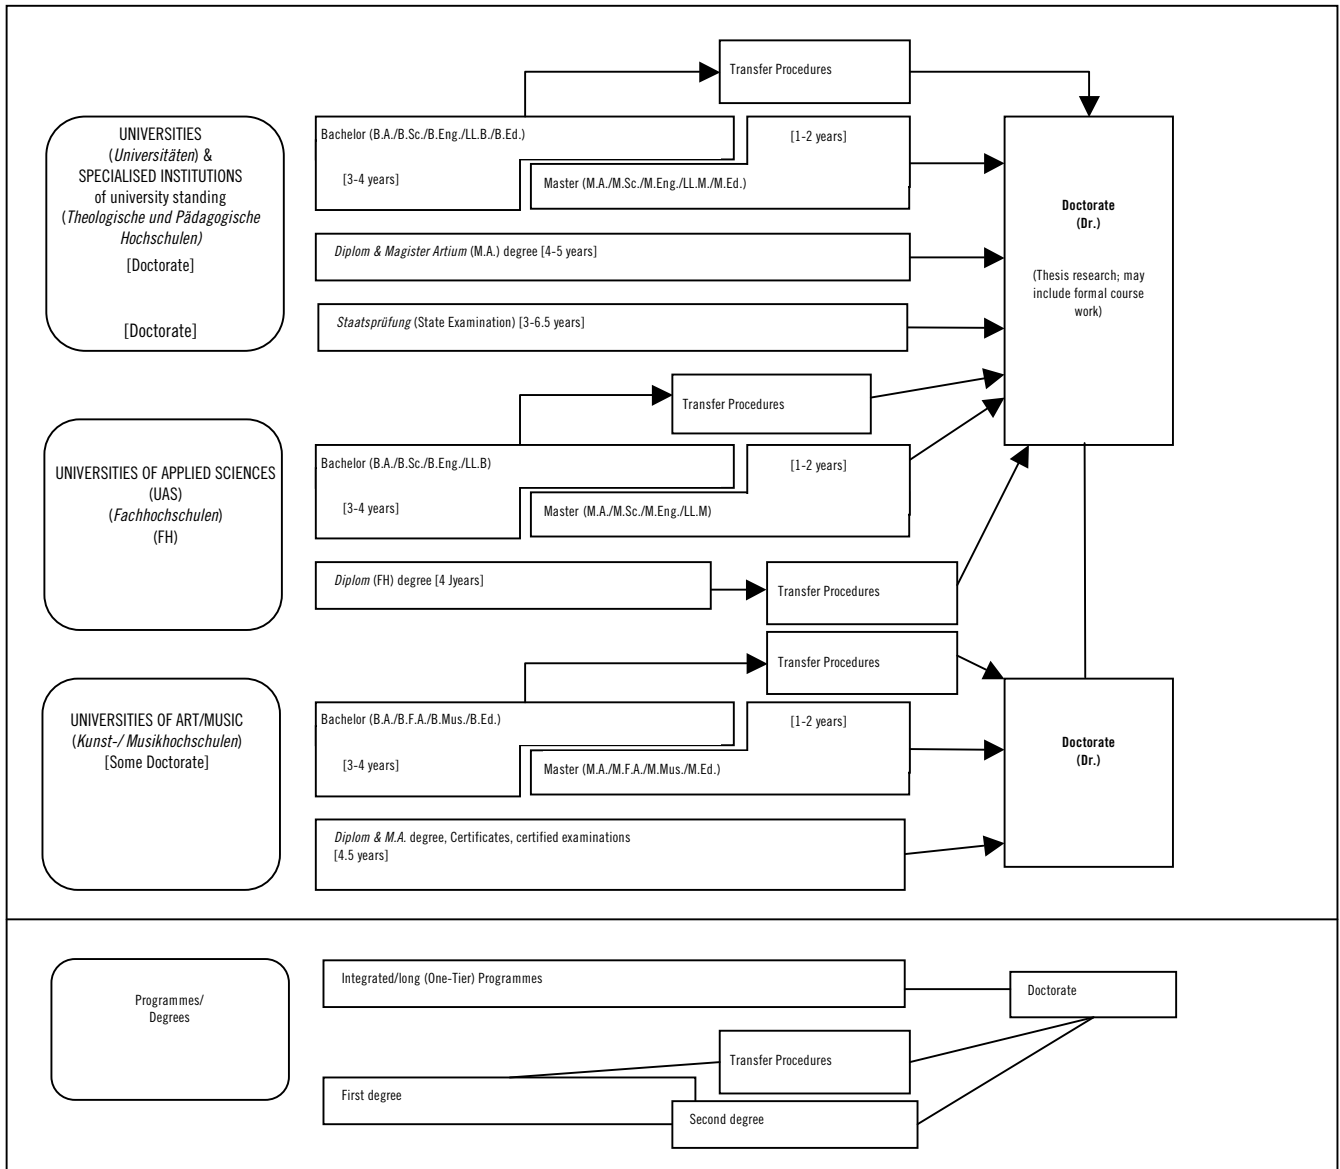 Transfer Procedures
UNIVERSITIES
(Universitäten) &
SPECIALISED INSTITUTIONS
of university standing
(Theologische und Pädagogische
Hochschulen)
[Doctorate]
[Doctorate]
Bachelor (B.A./B.Sc./B.Eng./LL.B./B.Ed.)
[3-4 years]
[1-2 years]
Master (M.A./M.Sc./M.Eng./LL.M./M.Ed.)
Diplom & Magister Artium (M.A.) degree [4-5 years]
Staatsprüfung (State Examination) [3-6.5 years]
Doctorate
(Dr.)
(Thesis research; may
include formal course
work)
Transfer Procedures
UNIVERSITIES OF APPLIED SCIENCES
(UAS)
(Fachhochschulen)
(FH)
Bachelor (B.A./B.Sc./B.Eng./LL.B)
[3-4 years]
[1-2 years]
Master (M.A./M.Sc./M.Eng./LL.M)
Diplom (FH) degree [4 Jyears]
Transfer Procedures
Transfer Procedures
UNIVERSITIES OF ART/MUSIC
(Kunst-/ Musikhochschulen)
[Some Doctorate]
Bachelor (B.A./B.F.A./B.Mus./B.Ed.)
[3-4 years]
[1-2 years]
Master (M.A./M.F.A./M.Mus./M.Ed.)
Diplom & M.A. degree, Certificates, certified examinations
[4.5 years]
Doctorate
(Dr.)
Programmes/
Degrees
Integrated/long (One-Tier) Programmes
Doctorate
Transfer Procedures
First degree
Second degree